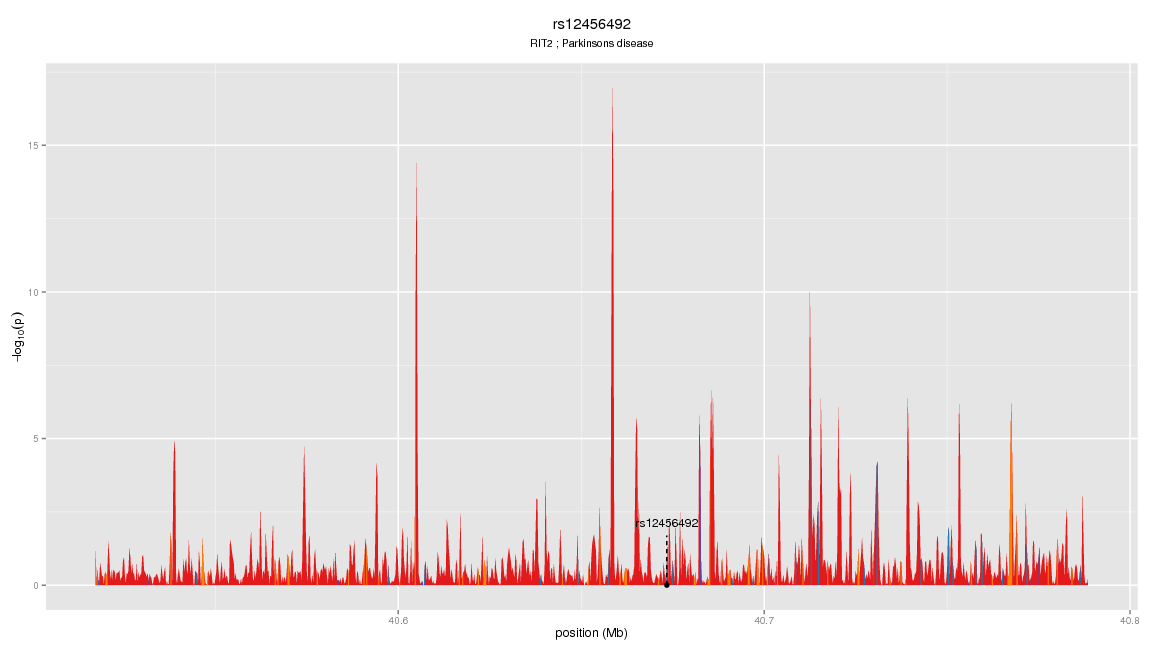 rs12456492
RIT2 ; Parkinsons disease
15
10
5
0
−log10(p)
rs12456492
40.6
40.7
40.8
position (Mb)